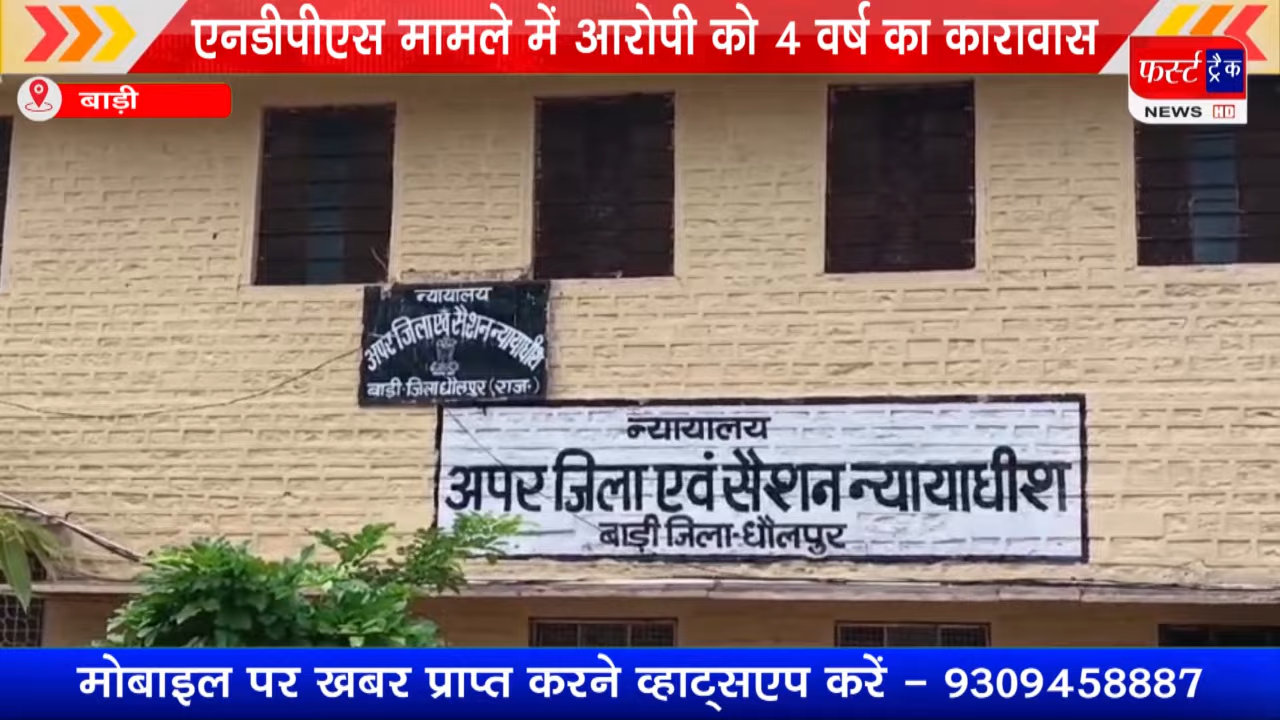 एनडीपीएस मामले में आरोपी को 4 वर्ष का कारावास
फर्स्ट ट्रैक
NEWS HD
बाड़ी
न्यायालय
अपर जिला एवं सैशन न्यायाधीश
बाड़ी जिला धौलपुर (राज॰)
न्यायालय
अपर जिला एवं सैशन न्यायाधीश
बाड़ी जिला-धौलपुर
मोबाइल पर खबर प्राप्त करने व्हाट्सएप करें – 9309458887